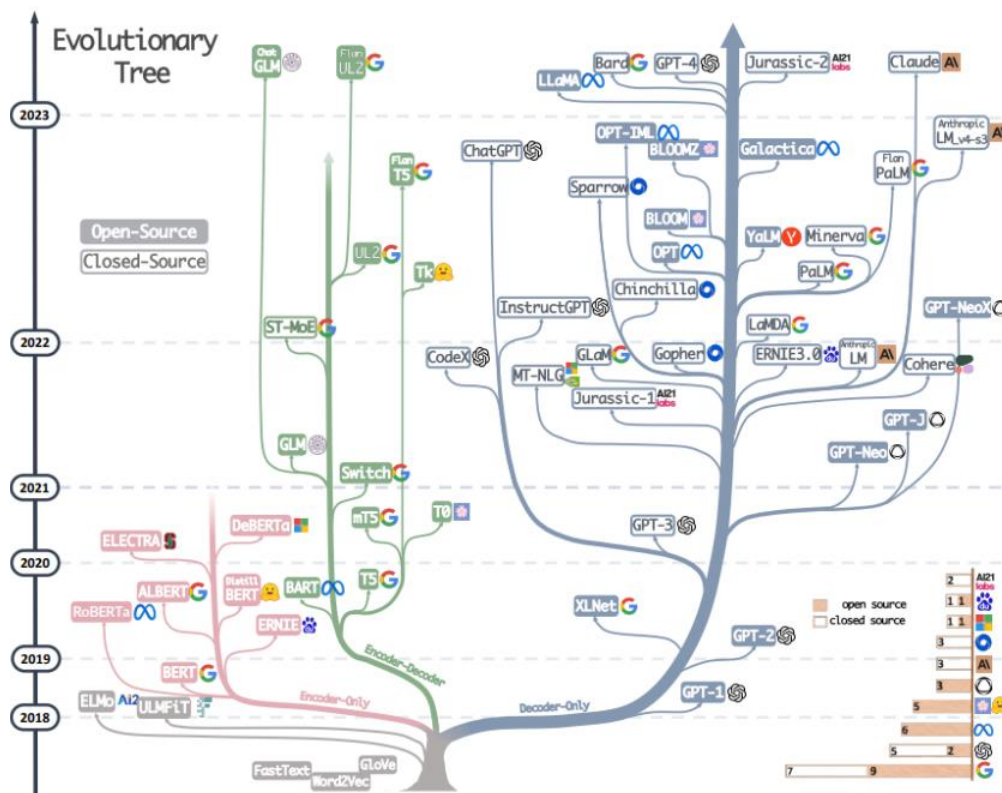 Evolutionary
Tree
2023
2022
2021
2020
2019
2018
Open-Source
Closed-Source
Chat
GLM
Flan
UL2
Flan
T5
UL2
Tk
ST-MoE
GLM
Switch
mT5
T0
BART
T5
Encoder-Decoder
DeBERTa
ELECTRA
ALBERT
Distill
BERT
RoBERTa
ERNIE
BERT
Encoder-Only
ELMo
Ai2
ULMFiT
FastText
Word2Vec
GloVe
Bard
GPT-4
Jurassic-2
AI21
labs
Claude
A\
LLaMA
OPT-IML
BLOOMZ
Galactica
Anthropic
LM_v4-s3
A\
ChatGPT
Flan
PaLM
Sparrow
BLOOM
YaLM
Y
Minerva
OPT
PaLM
Chinchilla
InstructGPT
GPT-NeoX
LaMDA
CodeX
GLaM
Gopher
ERNIE3.0
Anthropic
LM
A\
Cohere
MT-NLG
Jurassic-1
AI21
labs
GPT-J
GPT-Neo
GPT-3
XLNet
GPT-2
GPT-1
Decoder-Only
open source
closed source
2
AI21
labs
1 1
du
1 1
3
3
A\
3
5
6
5 2
7 9